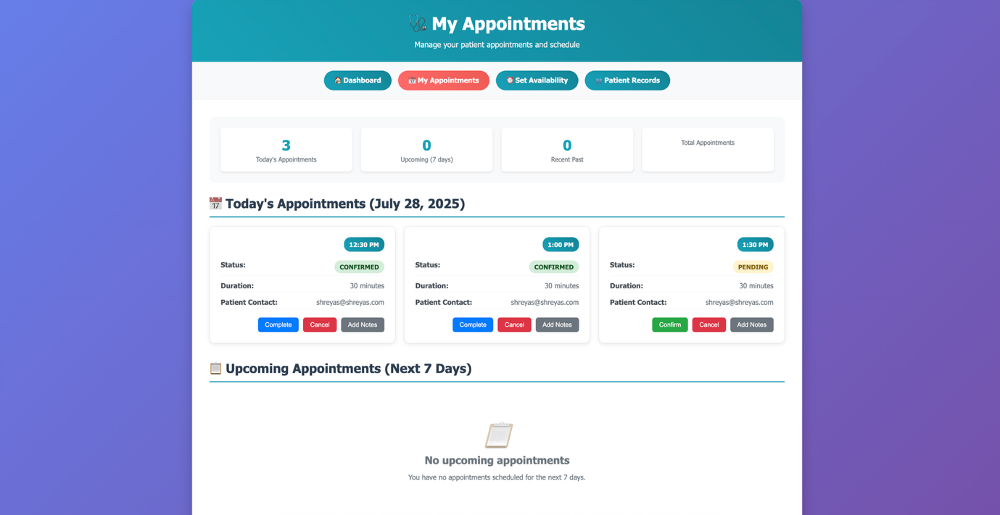 My Appointments
Manage your patient appointments and schedule
Dashboard
My Appointments
Set Availability
Patient Records
3
Today's Appointments
0
Upcoming (7 days)
0
Recent Past
Total Appointments
Today's Appointments (July 28, 2025)
12:30 PM
Status: CONFIRMED
Duration: 30 minutes
Patient Contact: shreyas@shreyas.com
Complete Cancel Add Notes
1:00 PM
Status: CONFIRMED
Duration: 30 minutes
Patient Contact: shreyas@shreyas.com
Complete Cancel Add Notes
1:30 PM
Status: PENDING
Duration: 30 minutes
Patient Contact: shreyas@shreyas.com
Confirm Cancel Add Notes
Upcoming Appointments (Next 7 Days)
No upcoming appointments
You have no appointments scheduled for the next 7 days.